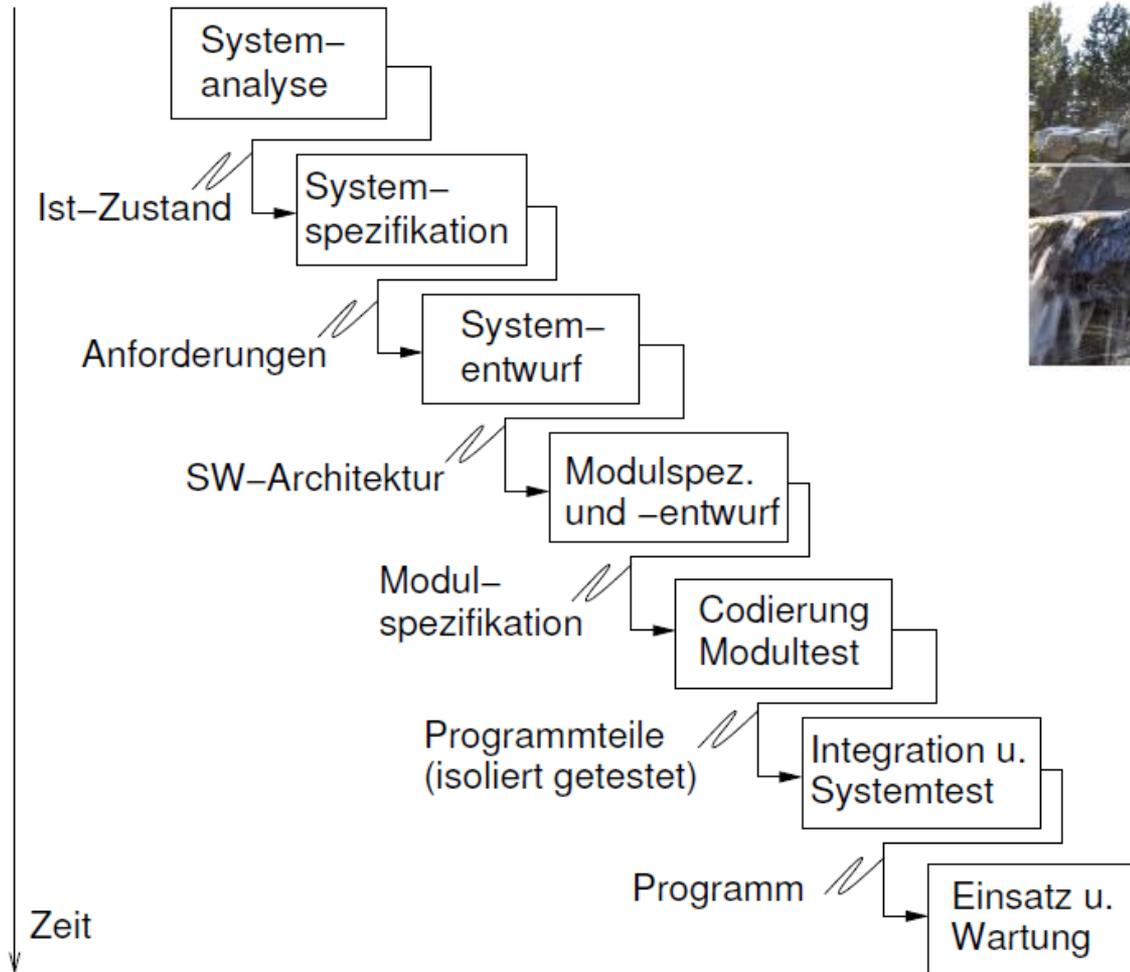 System–
analyse
Ist–Zustand
System–
spezifikation
Anforderungen
System–
entwurf
SW–Architektur
Modulspez.
und –entwurf
Modul–
spezifikation
Codierung
Modultest
Programmteile
(isoliert getestet)
Integration u.
Systemtest
Programm
Einsatz u.
Wartung
Zeit